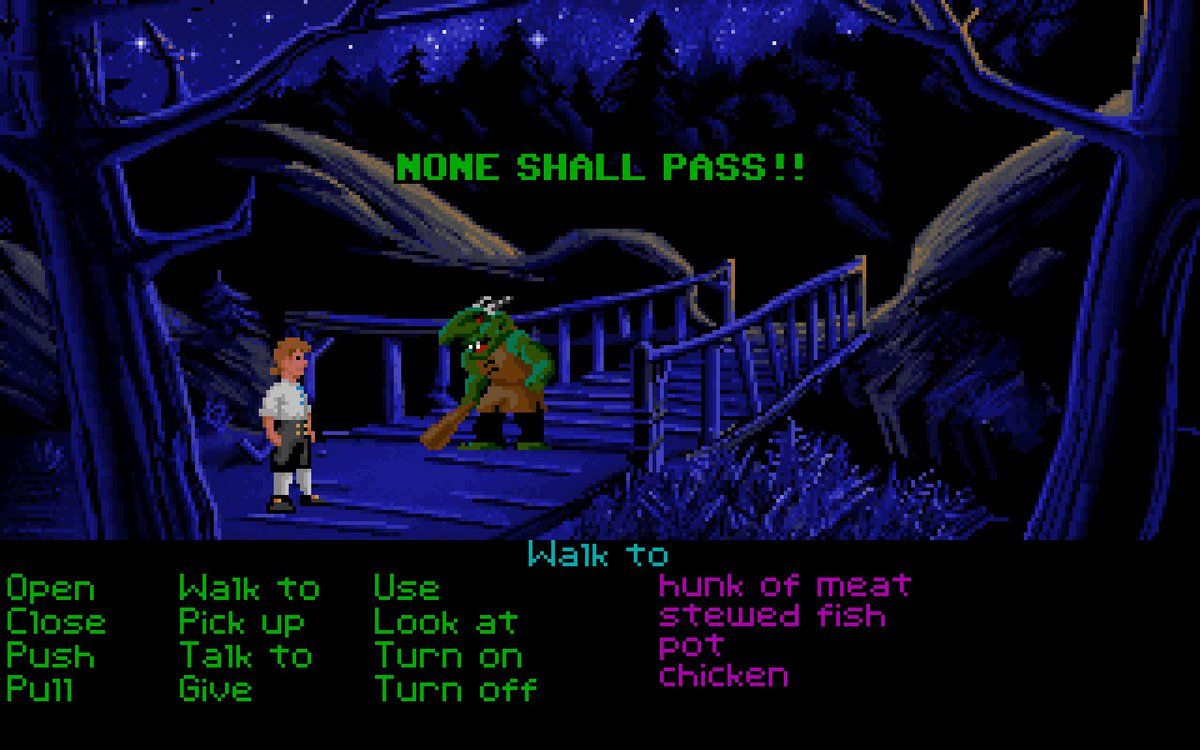 NONE SHALL PASS!!
Walk to
Open Walk to Use hunk of meat
Close Pick up Look at stewed fish
Push Talk to Turn on pot
Pull Give Turn off chicken